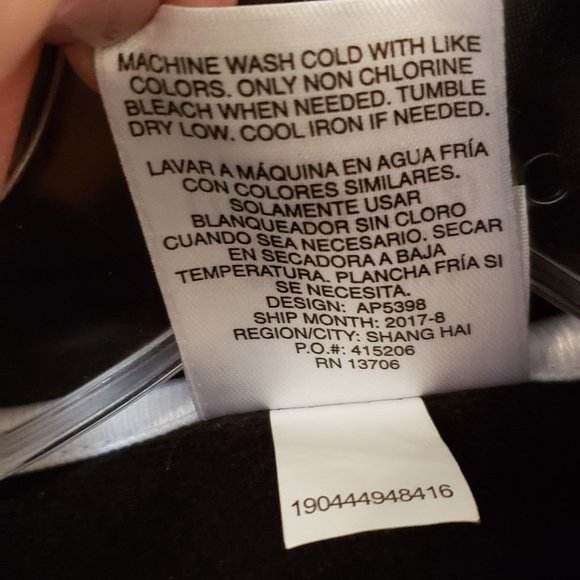 MACHINE WASH COLD WITH LIKE
COLORS. ONLY NON CHLORINE
BLEACH WHEN NEEDED. TUMBLE
DRY LOW. COOL IRON IF NEEDED.
LAVAR A MÁQUINA EN AGUA FRÍA
CON COLORES SIMILARES.
SOLAMENTE USAR
BLANQUEADOR SIN CLORO
CUANDO SEA NECESARIO. SECAR
EN SECADORA A BAJA
TEMPERATURA. PLANCHA FRÍA SI
SE NECESITA.
DESIGN: AP5398
SHIP MONTH: 2017-8
REGION/CITY: SHANG HAI
P.O.#: 415206
RN 13706
190444948416